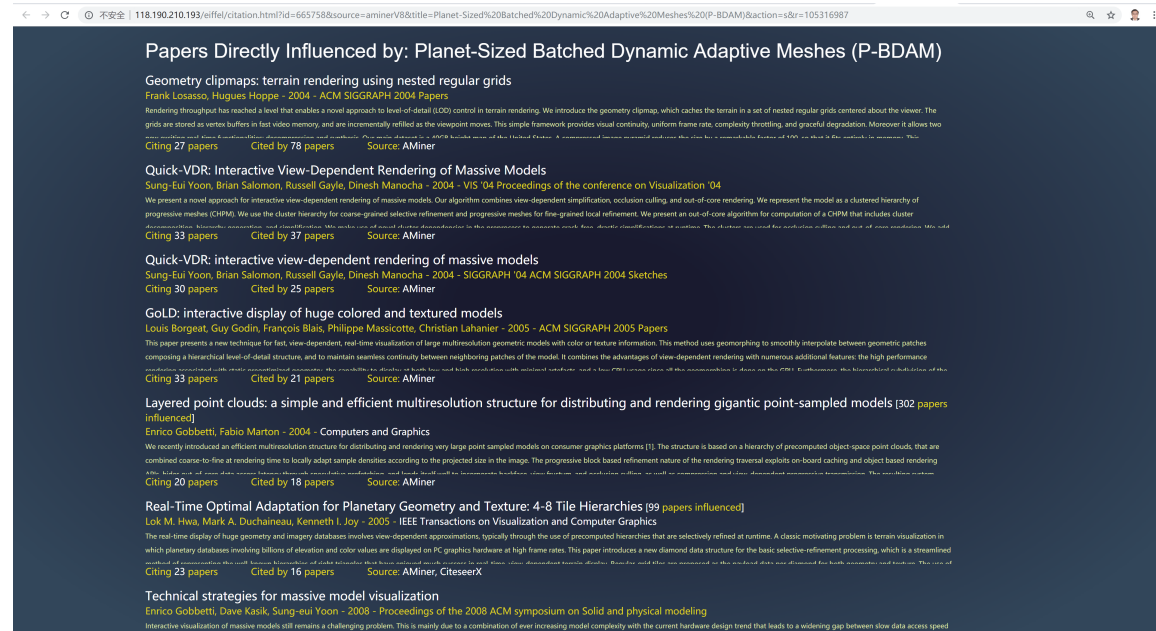 不安全 | 118.190.210.193/eiffel/citation.html?id=665758&source=aminerV8&title=Planet-Sized%20Batched%20Dynamic%20Adaptive%20Meshes%20(P-BDAM)&action=s&r=105316987
Papers Directly Influenced by: Planet-Sized Batched Dynamic Adaptive Meshes (P-BDAM)
Geometry clipmaps: terrain rendering using nested regular grids
Frank Losasso, Hugues Hoppe - 2004 - ACM SIGGRAPH 2004 Papers
Rendering throughput has reached a level that enables a novel approach to level-of-detail (LOD) control in terrain rendering. We introduce the geometry clipmap, which caches the terrain in a set of nested regular grids centered about the viewer. The
grids are stored as vertex buffers in fast video memory, and are incrementally refilled as the viewpoint moves. This simple framework provides visual continuity, uniform frame rate, complexity throttling, and graceful degradation. Moreover it allows two
Citing 27 papers Cited by 78 papers Source: AMiner
Quick-VDR: Interactive View-Dependent Rendering of Massive Models
Sung-Eui Yoon, Brian Salomon, Russell Gayle, Dinesh Manocha - 2004 - VIS '04 Proceedings of the conference on Visualization '04
We present a novel approach for interactive view-dependent rendering of massive models. Our algorithm combines view-dependent simplification, occlusion culling, and out-of-core rendering. We represent the model as a clustered hierarchy of
progressive meshes (CHPM). We use the cluster hierarchy for coarse-grained selective refinement and progressive meshes for fine-grained local refinement. We present an out-of-core algorithm for computation of a CHPM that includes cluster
Citing 33 papers Cited by 37 papers Source: AMiner
Quick-VDR: interactive view-dependent rendering of massive models
Sung-Eui Yoon, Brian Salomon, Russell Gayle, Dinesh Manocha - 2004 - SIGGRAPH '04 ACM SIGGRAPH 2004 Sketches
Citing 30 papers Cited by 25 papers Source: AMiner
GoLD: interactive display of huge colored and textured models
Louis Borgeat, Guy Godin, François Blais, Philippe Massicotte, Christian Lahanier - 2005 - ACM SIGGRAPH 2005 Papers
This paper presents a new technique for fast, view-dependent, real-time visualization of large multiresolution geometric models with color or texture information. This method uses geomorphing to smoothly interpolate between geometric patches
composing a hierarchical level-of-detail structure, and to maintain seamless continuity between neighboring patches of the model. It combines the advantages of view-dependent rendering with numerous additional features: the high performance
Citing 33 papers Cited by 21 papers Source: AMiner
Layered point clouds: a simple and efficient multiresolution structure for distributing and rendering gigantic point-sampled models [302 papers
influenced]
Enrico Gobbetti, Fabio Marton - 2004 - Computers and Graphics
We recently introduced an efficient multiresolution structure for distributing and rendering very large point sampled models on consumer graphics platforms [1]. The structure is based on a hierarchy of precomputed object-space point clouds, that are
combined coarse-to-fine at rendering time to locally adapt sample densities according to the projected size in the image. The progressive block based refinement nature of the rendering traversal exploits on-board caching and object based rendering
Citing 20 papers Cited by 18 papers Source: AMiner
Real-Time Optimal Adaptation for Planetary Geometry and Texture: 4-8 Tile Hierarchies [99 papers influenced]
Lok M. Hwa, Mark A. Duchaineau, Kenneth I. Joy - 2005 - IEEE Transactions on Visualization and Computer Graphics
The real-time display of huge geometry and imagery databases involves view-dependent approximations, typically through the use of precomputed hierarchies that are selectively refined at runtime. A classic motivating problem is terrain visualization in
which planetary databases involving billions of elevation and color values are displayed on PC graphics hardware at high frame rates. This paper introduces a new diamond data structure for the basic selective-refinement processing, which is a streamlined
Citing 23 papers Cited by 16 papers Source: AMiner, CiteseerX
Technical strategies for massive model visualization
Enrico Gobbetti, Dave Kasik, Sung-eui Yoon - 2008 - Proceedings of the 2008 ACM symposium on Solid and physical modeling
Interactive visualization of massive models still remains a challenging problem. This is mainly due to a combination of ever increasing model complexity with the current hardware design trend that leads to a widening gap between slow data access speed